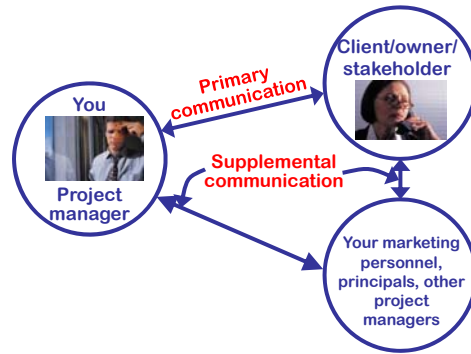 You
Project
manager
Primary
communication
Client/owner/
stakeholder
Supplemental
communication
Your marketing
personnel,
principals, other
project
managers